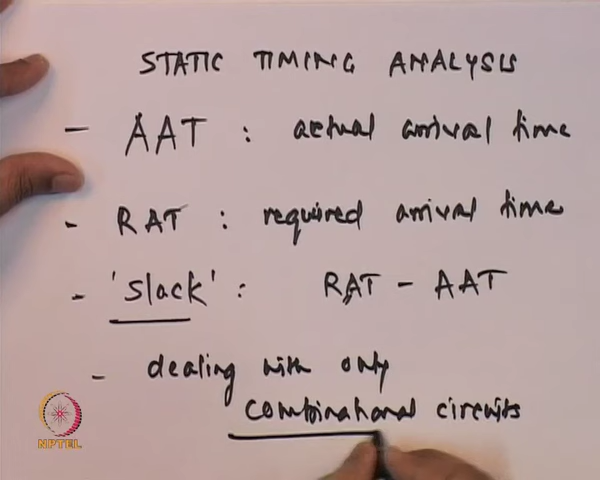 STATIC TIMING ANALYSIS
- AAT : actual arrival time
- RAT : required arrival time
- 'Slack' : RAT - AAT
- dealing with only
combinational circuits
NPTEL